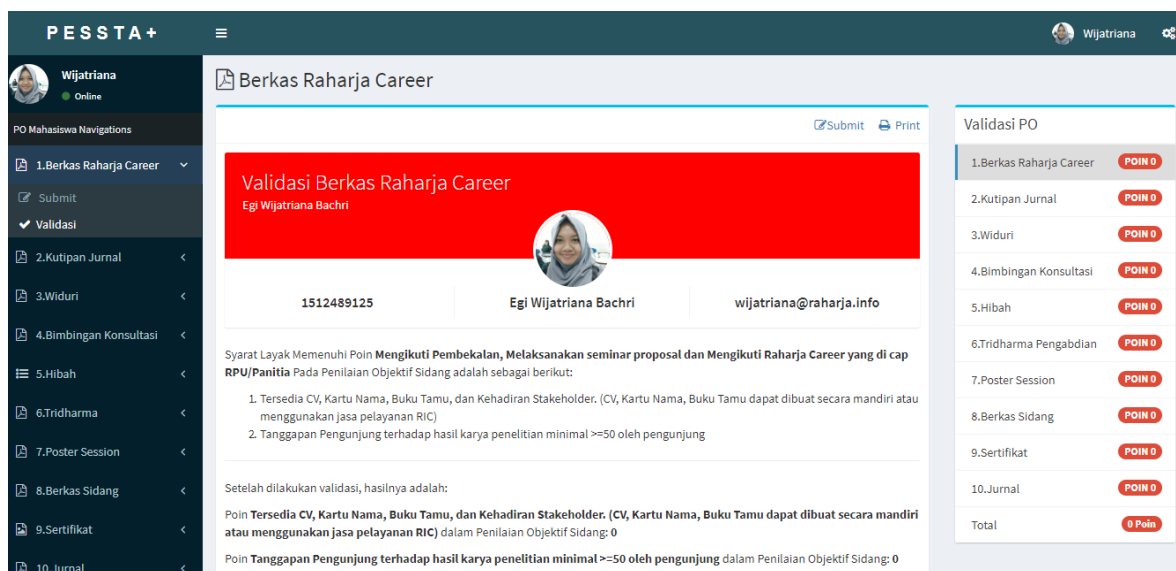 PESSTA+
Wijatriana
Wijatriana
Online
PO Mahasiswa Navigations
1.Berkas Raharja Career
Submit
Validasi
2.Kutipan Jurnal
3.Widuri
4.Bimbingan Konsultasi
5.Hibah
6.Tridharma
7.Poster Session
8.Berkas Sidang
9.Sertifikat
10.Jurnal
Berkas Raharja Career
Submit Print
Validasi Berkas Raharja Career
Egi Wijatriana Bachri
1512489125 Egi Wijatriana Bachri wijatriana@raharja.info
Syarat Layak Memenuhi Poin Mengikuti Pembekalan, Melaksanakan seminar proposal dan Mengikuti Raharja Career yang di cap
RPU/Panitia Pada Penilaian Objektif Sidang adalah sebagai berikut:
1. Tersedia CV, Kartu Nama, Buku Tamu, dan Kehadiran Stakeholder. (CV, Kartu Nama, Buku Tamu dapat dibuat secara mandiri atau
menggunakan jasa pelayanan RIC)
2. Tanggapan Pengunjung terhadap hasil karya penelitian minimal >=50 oleh pengunjung
Setelah dilakukan validasi, hasilnya adalah:
Poin Tersedia CV, Kartu Nama, Buku Tamu, dan Kehadiran Stakeholder. (CV, Kartu Nama, Buku Tamu dapat dibuat secara mandiri
atau menggunakan jasa pelayanan RIC) dalam Penilaian Objektif Sidang: 0
Poin Tanggapan Pengunjung terhadap hasil karya penelitian minimal >=50 oleh pengunjung dalam Penilaian Objektif Sidang: 0
Validasi PO
1.Berkas Raharja Career POIN 0
2.Kutipan Jurnal POIN 0
3.Widuri POIN 0
4.Bimbingan Konsultasi POIN 0
5.Hibah POIN 0
6.Tridharma Pengabdian POIN 0
7.Poster Session POIN 0
8.Berkas Sidang POIN 0
9.Sertifikat POIN 0
10.Jurnal POIN 0
Total 0 Poin